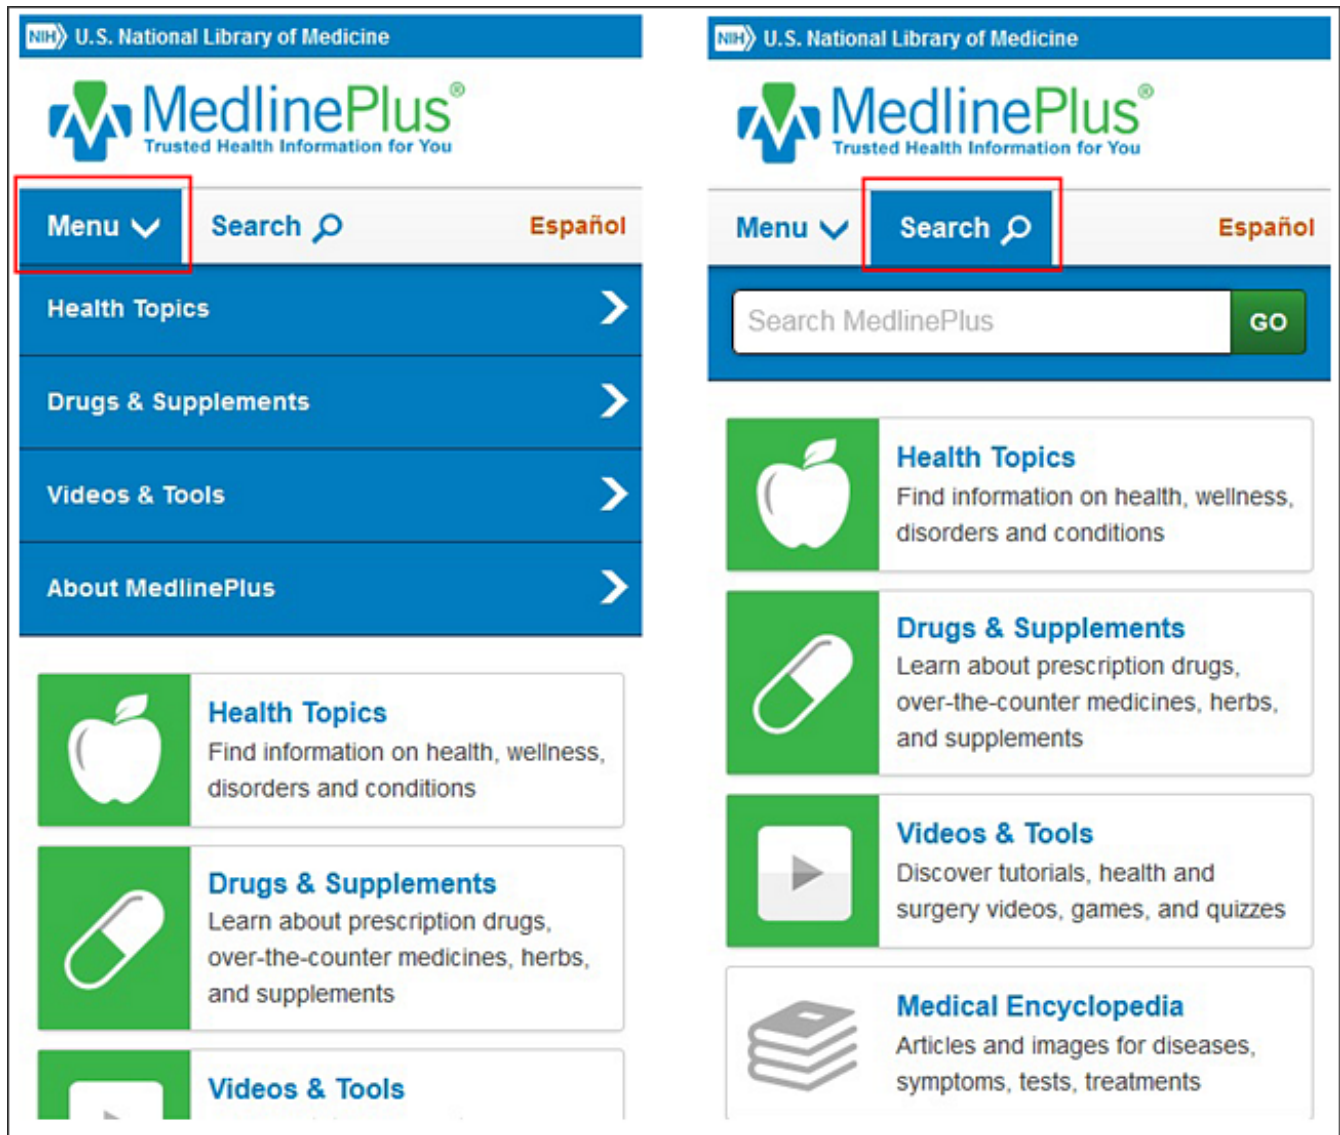 NIH U.S. National Library of Medicine
MedlinePlus®
Trusted Health Information for You
Menu Search Español
Health Topics
Drugs & Supplements
Videos & Tools
About MedlinePlus
Health Topics
Find information on health, wellness,
disorders and conditions
Drugs & Supplements
Learn about prescription drugs,
over-the-counter medicines, herbs,
and supplements
Videos & Tools
NIH U.S. National Library of Medicine
MedlinePlus®
Trusted Health Information for You
Menu Search Español
Search MedlinePlus GO
Health Topics
Find information on health, wellness,
disorders and conditions
Drugs & Supplements
Learn about prescription drugs,
over-the-counter medicines, herbs,
and supplements
Videos & Tools
Discover tutorials, health and
surgery videos, games, and quizzes
Medical Encyclopedia
Articles and images for diseases,
symptoms, tests, treatments